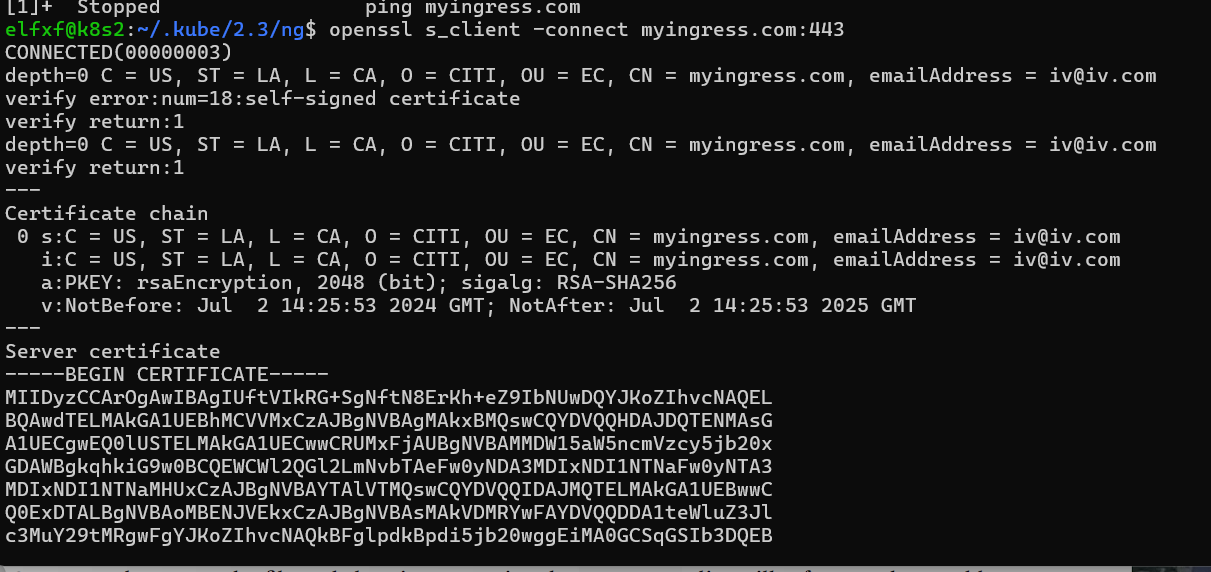 [1]+  Stopped                 ping myingress.com
elfxf@k8s2:~/.kube/2.3/ng$ openssl s_client -connect myingress.com:443
CONNECTED(00000003)
depth=0 C = US, ST = LA, L = CA, O = CITI, OU = EC, CN = myingress.com, emailAddress = iv@iv.com
verify error:num=18:self-signed certificate
verify return:1
depth=0 C = US, ST = LA, L = CA, O = CITI, OU = EC, CN = myingress.com, emailAddress = iv@iv.com
verify return:1
---
Certificate chain
 0 s:C = US, ST = LA, L = CA, O = CITI, OU = EC, CN = myingress.com, emailAddress = iv@iv.com
   i:C = US, ST = LA, L = CA, O = CITI, OU = EC, CN = myingress.com, emailAddress = iv@iv.com
   a:PKEY: rsaEncryption, 2048 (bit); sigalg: RSA-SHA256
   v:NotBefore: Jul  2 14:25:53 2024 GMT; NotAfter: Jul  2 14:25:53 2025 GMT
---
Server certificate
-----BEGIN CERTIFICATE-----
MIIDyzCCArOgAwIBAgIUftVIkRG+SgNftN8ErKh+eZ9IbNUwDQYJKoZIhvcNAQEL
BQAwdTELMAkGA1UEBhMCVVMxCzAJBgNVBAgMAkxBMQswCQYDVQQHDAJDQTENMAsG
A1UECgwEQ0lUSTELMAkGA1UECwwCRUMxFjAUBgNVBAMMDW15aW5ncmVzcy5jb20x
GDAWBgkqhkiG9w0BCQEWCWl2QGl2LmNvbTAeFw0yNDA3MDIxNDI1NTNaFw0yNTA3
MDIxNDI1NTNaMHUxCzAJBgNVBAYTAlVTMQswCQYDVQQIDAJMQTELMAkGA1UEBwwC
Q0ExDTALBgNVBAoMBENJVEkxCzAJBgNVBAsMAkVDMRYwFAYDVQQDDA1teWluZ3Jl
c3MuY29tMRgwFgYJKoZIhvcNAQkBFglpdkBpdi5jb20wggEiMA0GCSqGSIb3DQEB